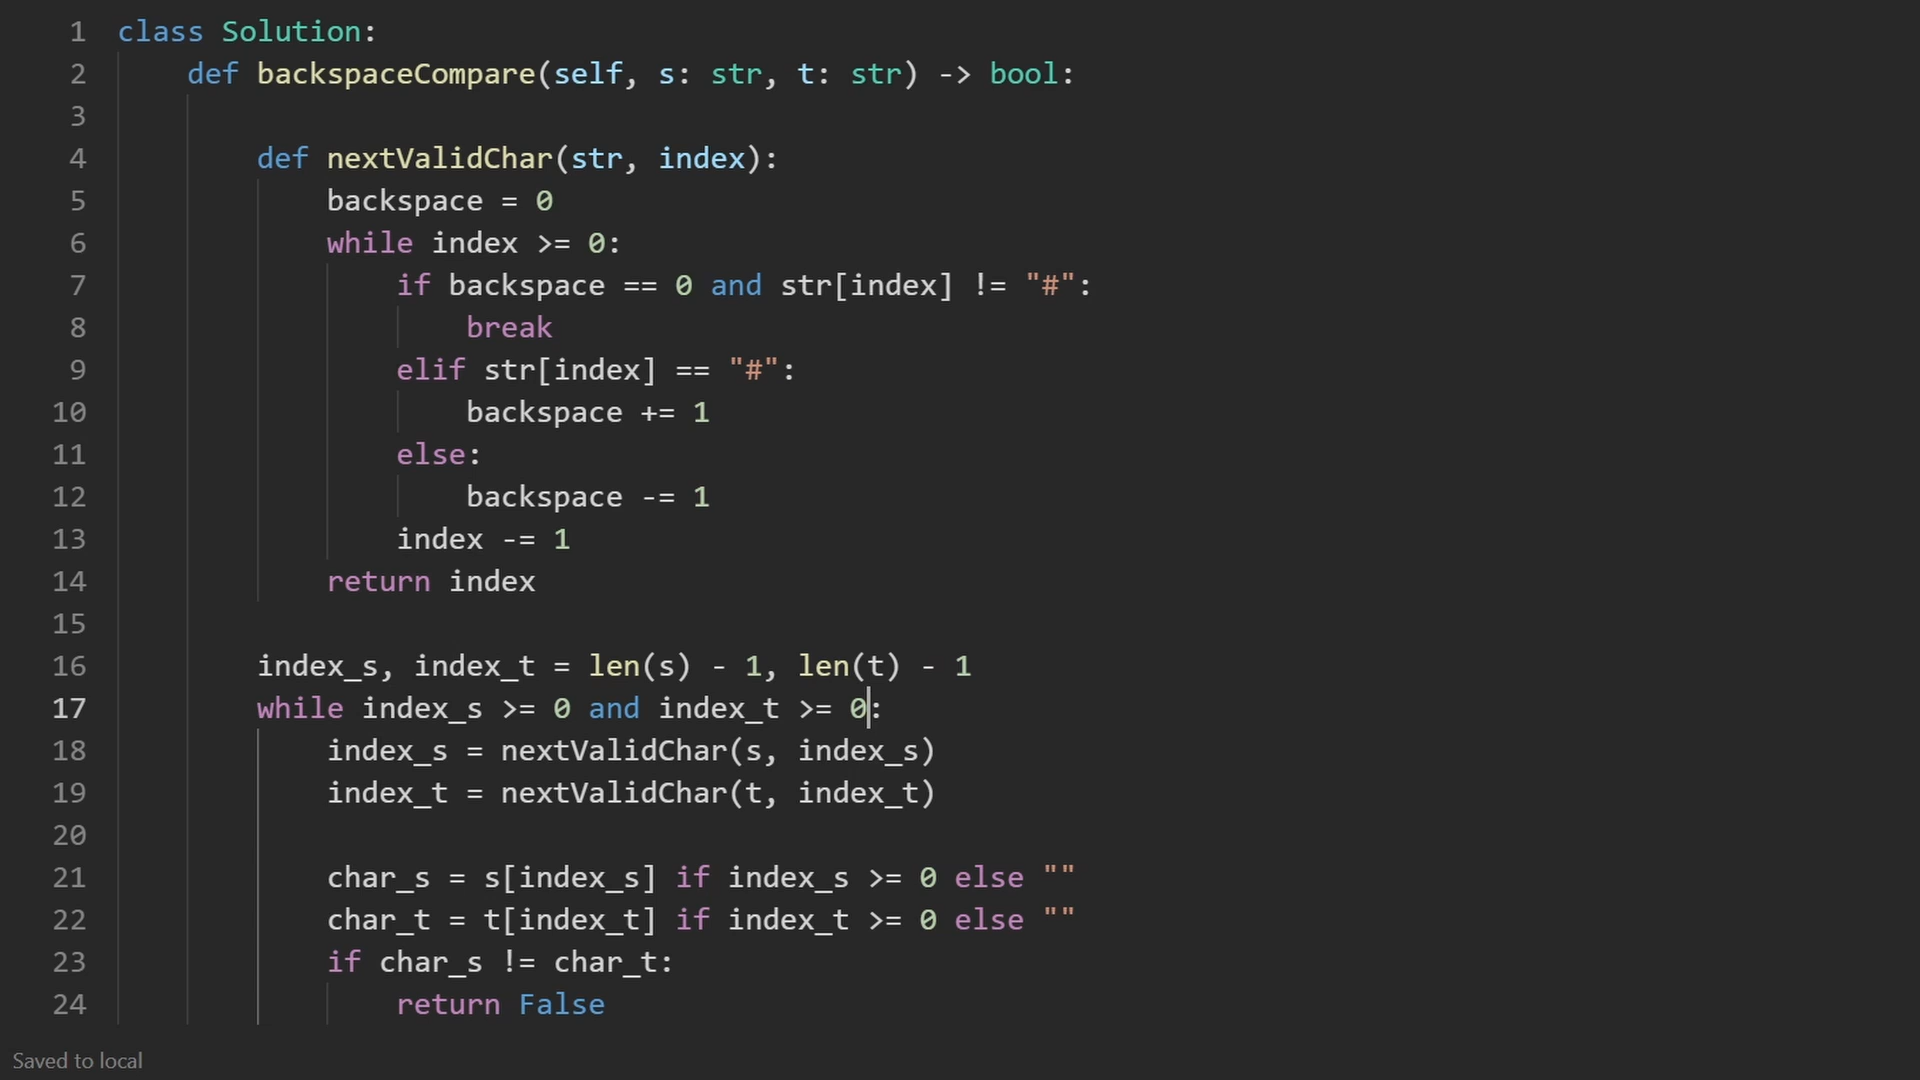 1 class Solution:
2 def backspaceCompare(self, s: str, t: str) -> bool:
3
4 def nextValidChar(str, index):
5 backspace = 0
6 while index >= 0:
7 if backspace == 0 and str[index] != "#":
8 break
9 elif str[index] == "#":
10 backspace += 1
11 else:
12 backspace -= 1
13 index -= 1
14 return index
15
16 index_s, index_t = len(s) - 1, len(t) - 1
17 while index_s >= 0 and index_t >= 0:
18 index_s = nextValidChar(s, index_s)
19 index_t = nextValidChar(t, index_t)
20
21 char_s = s[index_s] if index_s >= 0 else ""
22 char_t = t[index_t] if index_t >= 0 else ""
23 if char_s != char_t:
24 return False
Saved to local